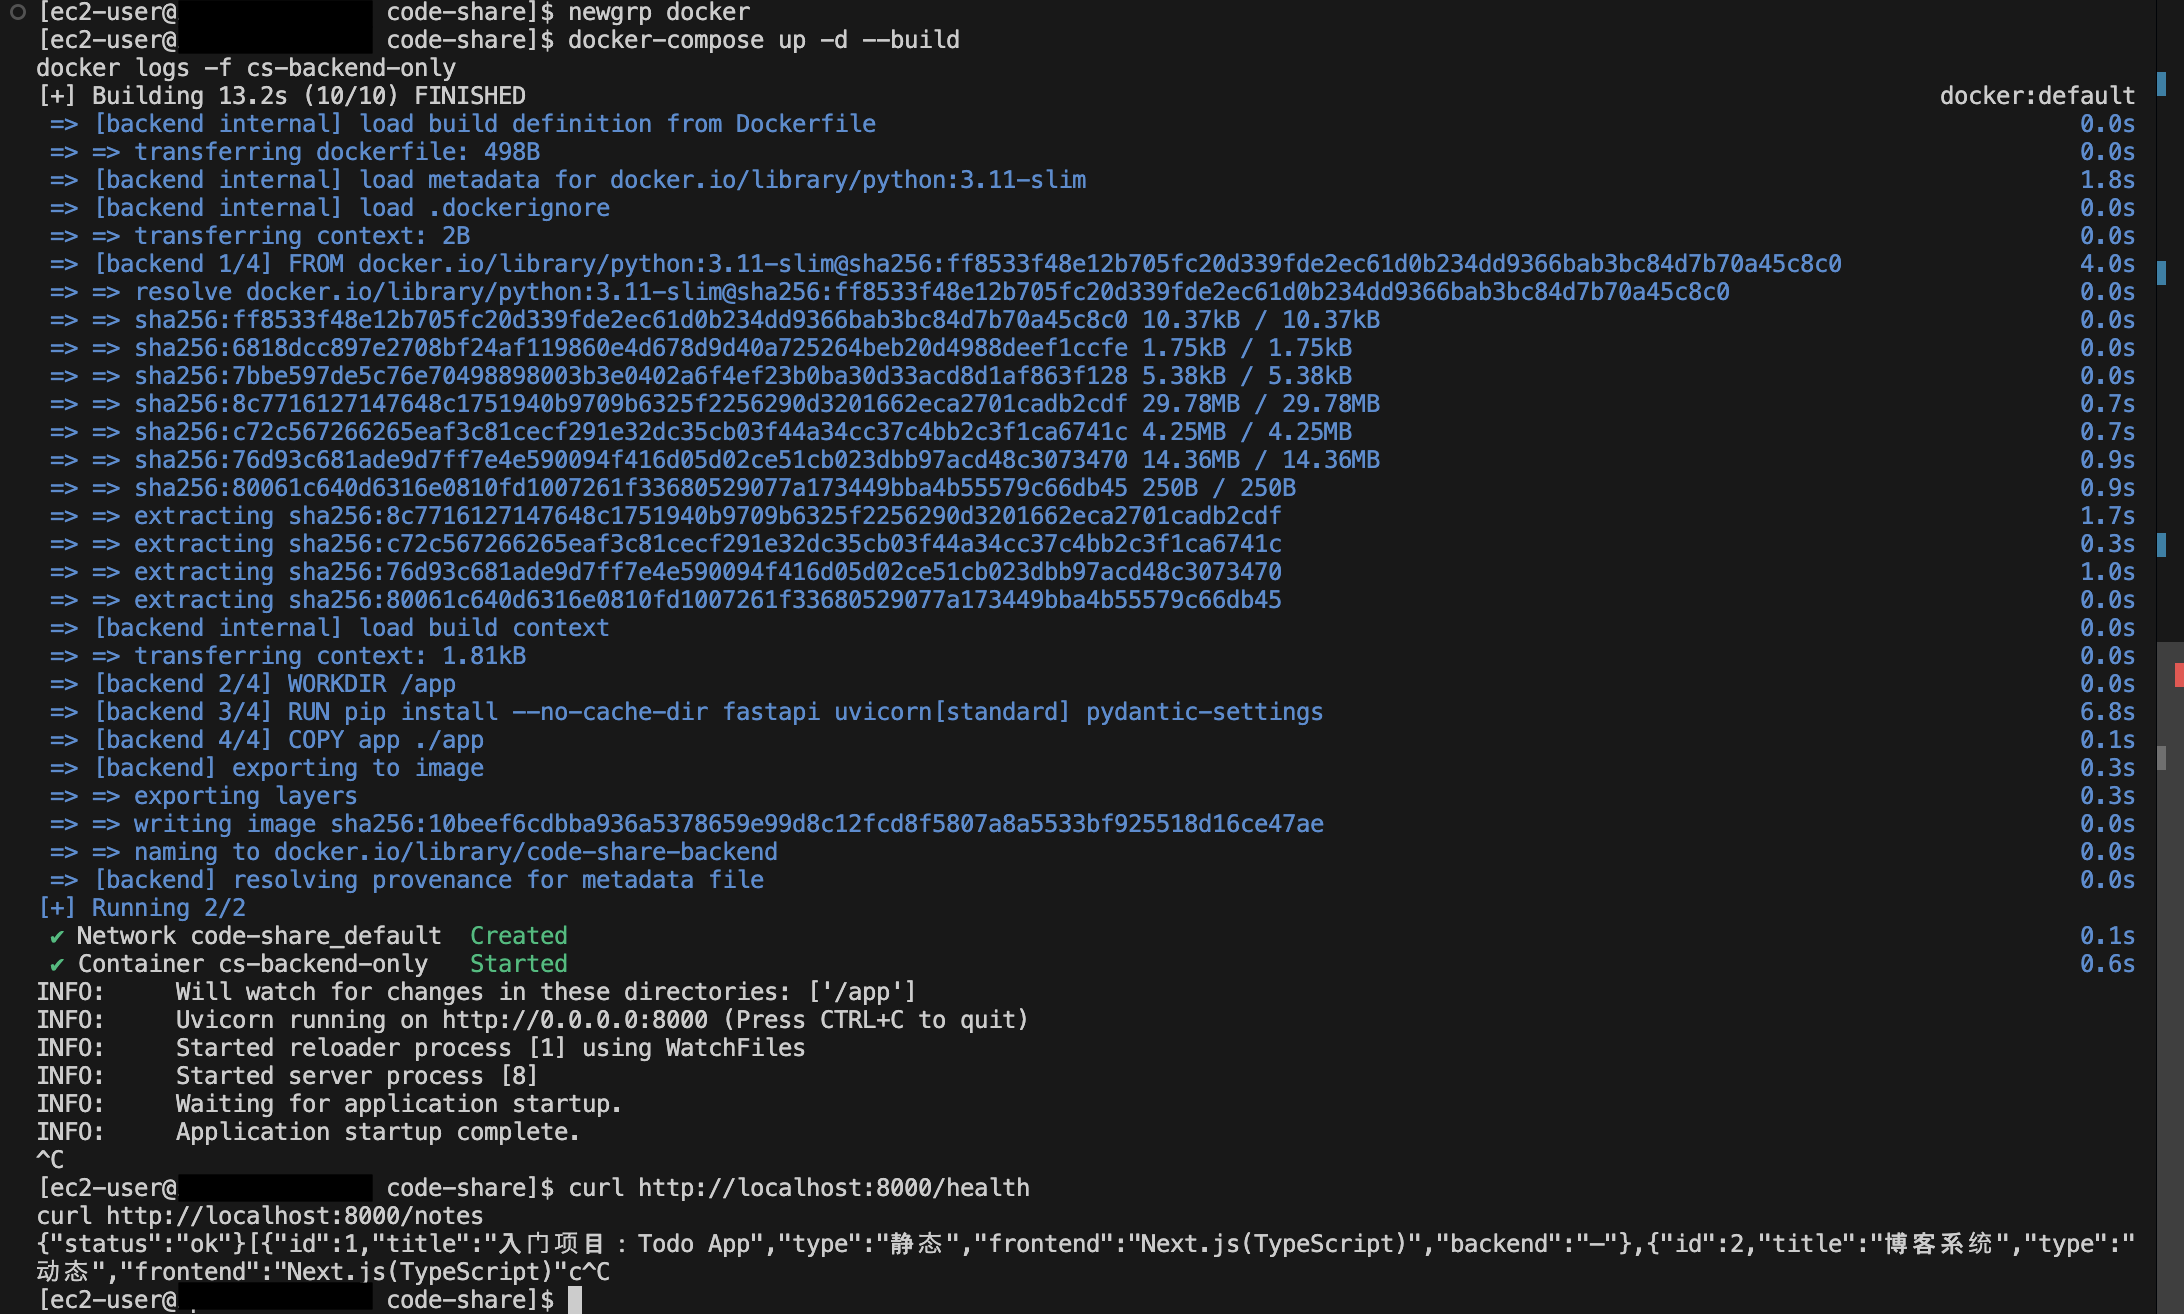 [ec2-user@ code-share]$ newgrp docker
[ec2-user@ code-share]$ docker-compose up -d --build
docker logs -f cs-backend-only
[+] Building 13.2s (10/10) FINISHED docker:default
=> [backend internal] load build definition from Dockerfile 0.0s
=> => transferring dockerfile: 498B 0.0s
=> [backend internal] load metadata for docker.io/library/python:3.11-slim 1.8s
=> [backend internal] load .dockerignore 0.0s
=> => transferring context: 2B 0.0s
=> [backend 1/4] FROM docker.io/library/python:3.11-slim@sha256:ff8533f48e12b705fc20d339fde2ec61d0b234dd9366bab3bc84d7b70a45c8c0 4.0s
=> => resolve docker.io/library/python:3.11-slim@sha256:ff8533f48e12b705fc20d339fde2ec61d0b234dd9366bab3bc84d7b70a45c8c0 0.0s
=> => sha256:ff8533f48e12b705fc20d339fde2ec61d0b234dd9366bab3bc84d7b70a45c8c0 10.37kB / 10.37kB 0.0s
=> => sha256:6818dcc897e2708bf24af119860e4d678d9d40a725264beb20d4988deef1ccfe 1.75kB / 1.75kB 0.0s
=> => sha256:7bbe597de5c76e70498898003b3e0402a6f4ef23b0ba30d33acd8d1af863f128 5.38kB / 5.38kB 0.0s
=> => sha256:8c7716127147648c1751940b9709b6325f2256290d3201662eca2701cadb2cdf 29.78MB / 29.78MB 0.7s
=> => sha256:c72c567266265eaf3c81cecf291e32dc35cb03f44a34cc37c4bb2c3f1ca6741c 4.25MB / 4.25MB 0.7s
=> => sha256:76d93c681ade9d7ff7e4e590094f416d05d02ce51cb023dbb97acd48c3073470 14.36MB / 14.36MB 0.9s
=> => sha256:80061c640d6316e0810fd1007261f33680529077a173449bba4b55579c66db45 250B / 250B 0.9s
=> => extracting sha256:8c7716127147648c1751940b9709b6325f2256290d3201662eca2701cadb2cdf 1.7s
=> => extracting sha256:c72c567266265eaf3c81cecf291e32dc35cb03f44a34cc37c4bb2c3f1ca6741c 0.3s
=> => extracting sha256:76d93c681ade9d7ff7e4e590094f416d05d02ce51cb023dbb97acd48c3073470 1.0s
=> => extracting sha256:80061c640d6316e0810fd1007261f33680529077a173449bba4b55579c66db45 0.0s
=> [backend internal] load build context 0.0s
=> => transferring context: 1.81kB 0.0s
=> [backend 2/4] WORKDIR /app 0.0s
=> [backend 3/4] RUN pip install --no-cache-dir fastapi uvicorn[standard] pydantic-settings 6.8s
=> [backend 4/4] COPY app ./app 0.1s
=> [backend] exporting to image 0.3s
=> => exporting layers 0.3s
=> => writing image sha256:10beef6cdbba936a5378659e99d8c12fcd8f5807a8a5533bf925518d16ce47ae 0.0s
=> => naming to docker.io/library/code-share-backend 0.0s
=> [backend] resolving provenance for metadata file 0.0s
[+] Running 2/2
✔ Network code-share_default Created 0.1s
✔ Container cs-backend-only Started 0.6s
INFO: Will watch for changes in these directories: ['/app']
INFO: Uvicorn running on http://0.0.0.0:8000 (Press CTRL+C to quit)
INFO: Started reloader process [1] using WatchFiles
INFO: Started server process [8]
INFO: Waiting for application startup.
INFO: Application startup complete.
^C
[ec2-user@ code-share]$ curl http://localhost:8000/health
curl http://localhost:8000/notes
{"status":"ok"}[{"id":1,"title":"入门项目：Todo App","type":"静态","frontend":"Next.js(TypeScript)","backend":"—"},{"id":2,"title":"博客系统","type":"
动态","frontend":"Next.js(TypeScript)"c^C
[ec2-user@ code-share]$